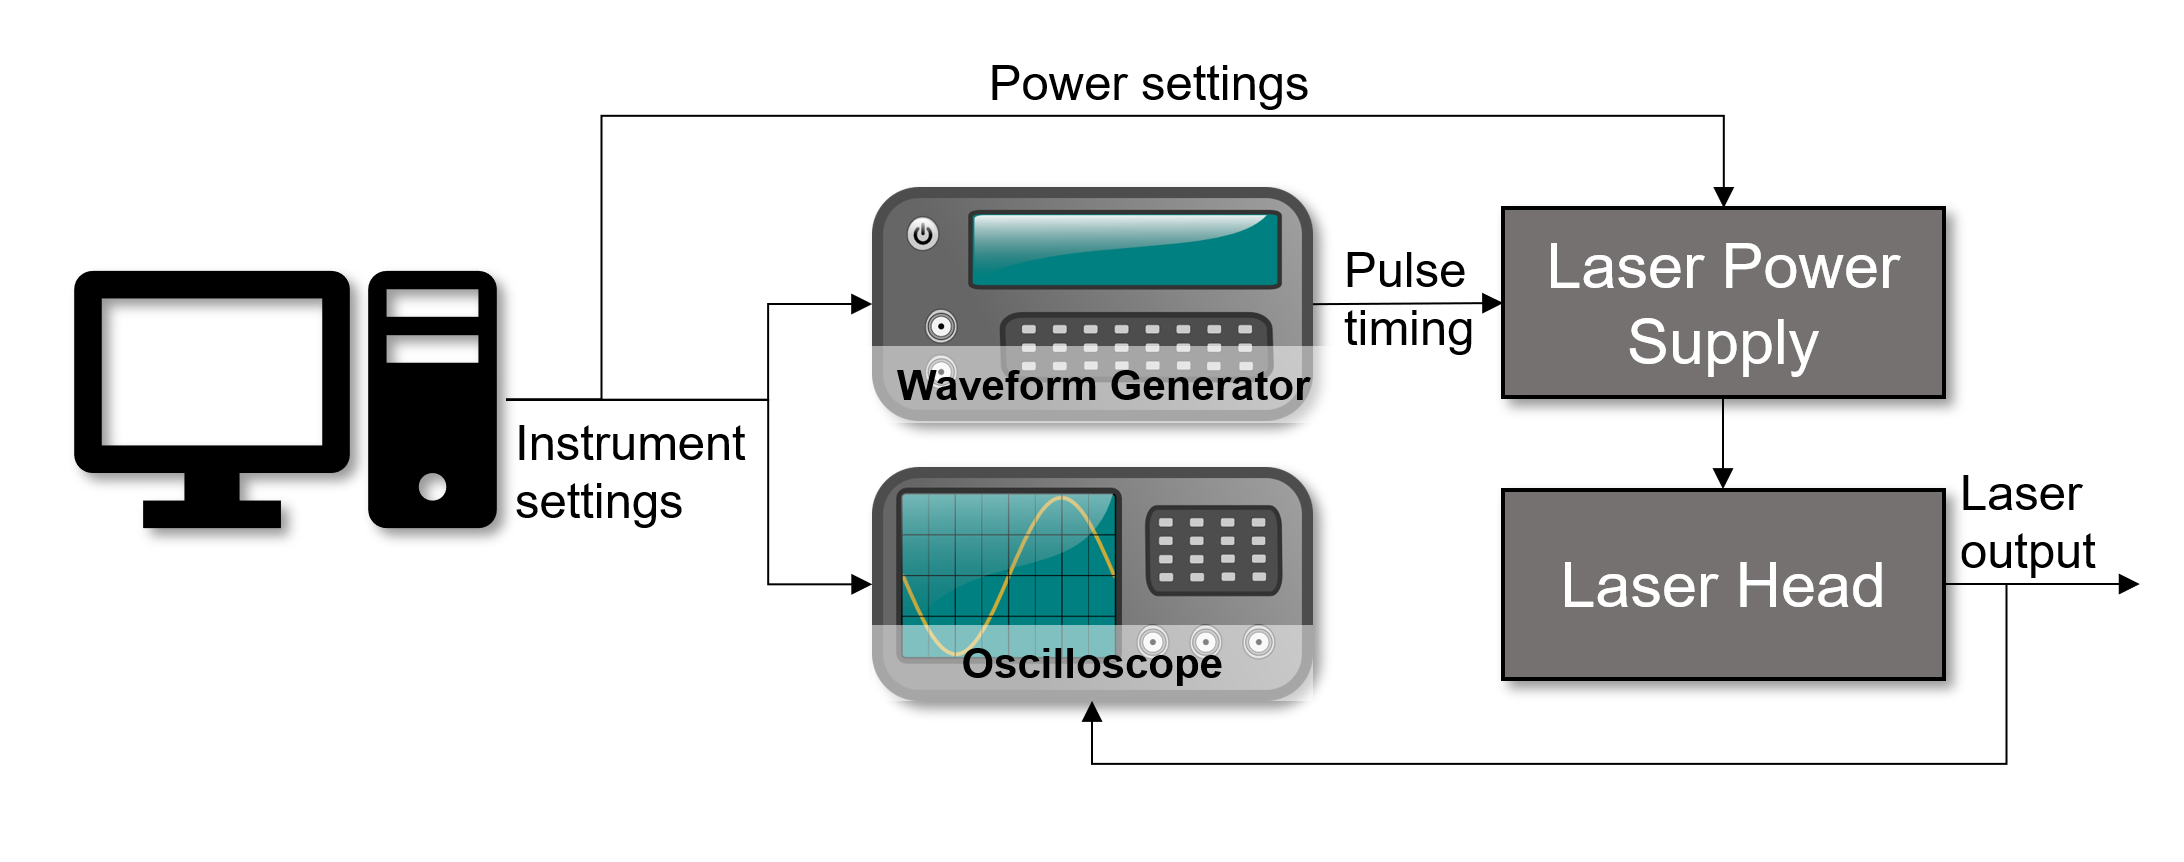 Power settings
Pulse
timing
Laser Power
Supply
Waveform Generator
Instrument
settings
Laser
output
Laser Head
Oscilloscope